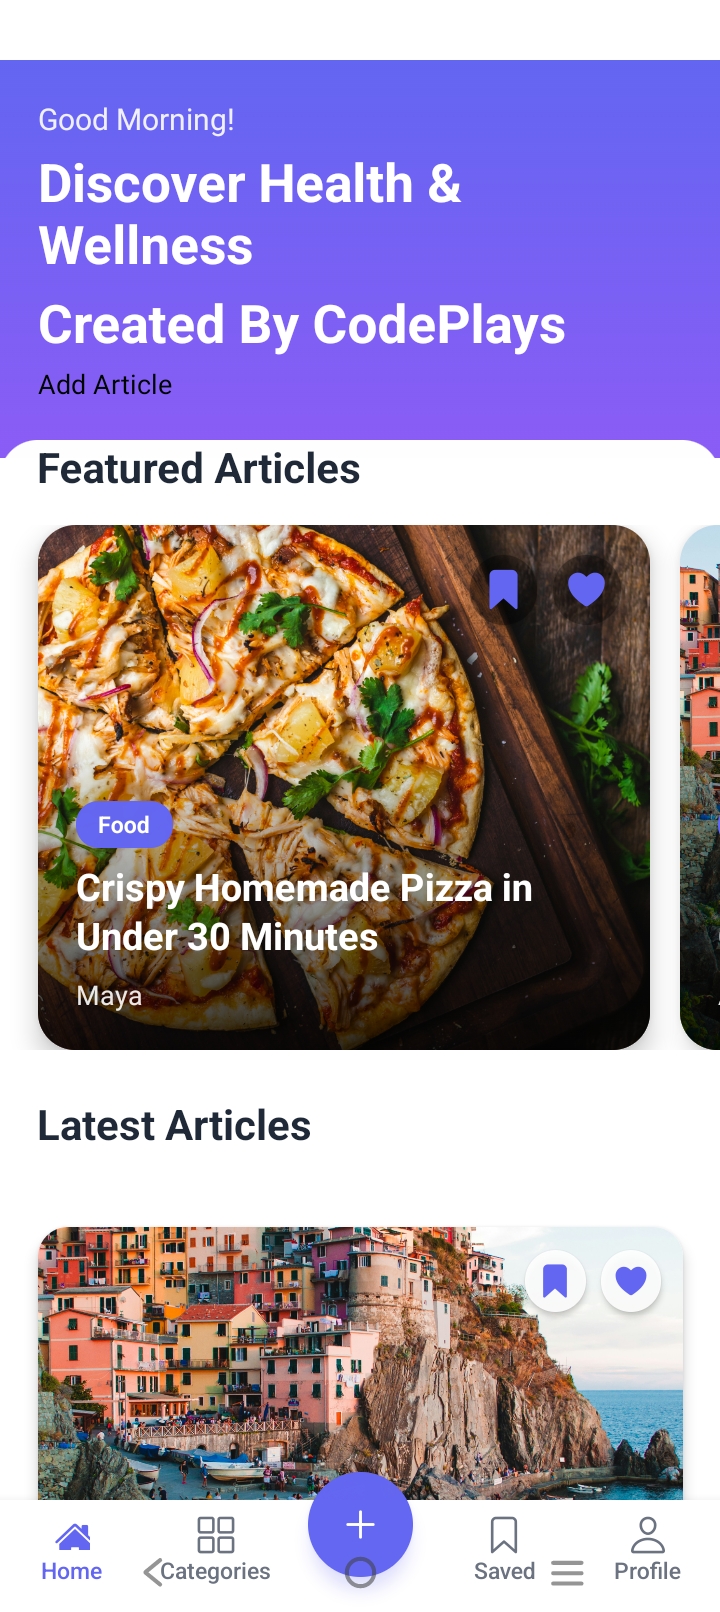 Good Morning!
Discover Health &
Wellness
Created By CodePlays
Add Article
Featured Articles
Food
Crispy Homemade Pizza in
Under 30 Minutes
Maya
Latest Articles
Home
Categories
Saved
Profile